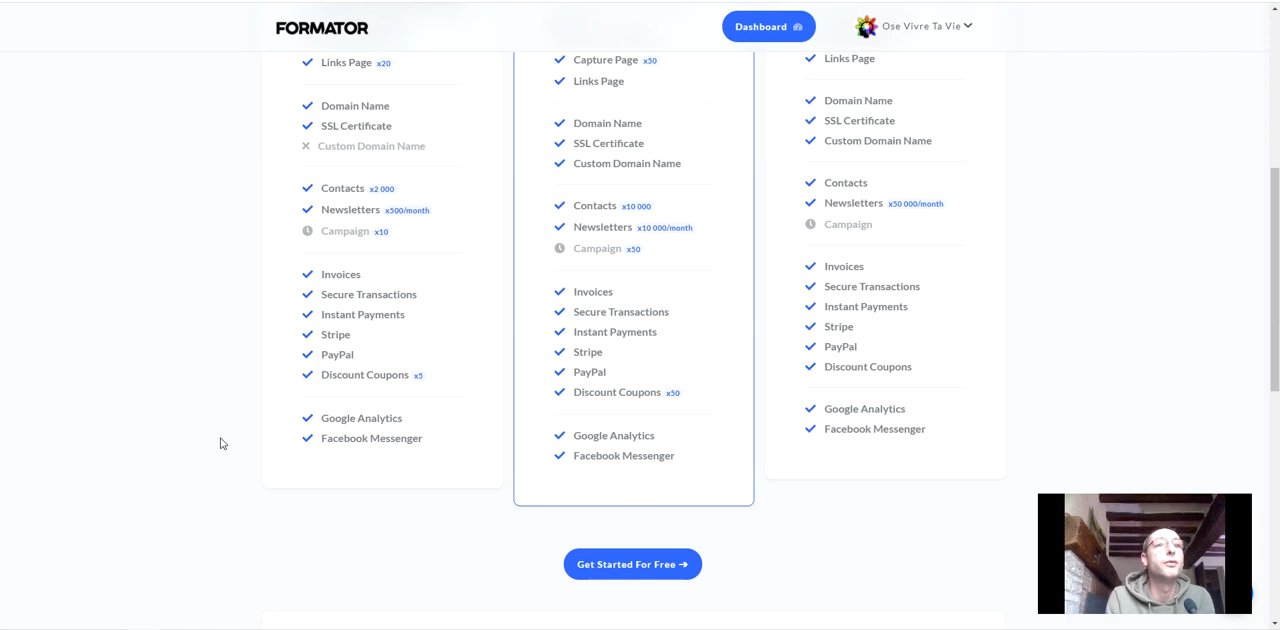 FORMATOR
Dashboard
Ose Vivre Ta Vie
Links Page x20
Domain Name
SSL Certificate
Custom Domain Name
Contacts x2 000
Newsletters x500/month
Campaign x10
Invoices
Secure Transactions
Instant Payments
Stripe
PayPal
Discount Coupons x5
Google Analytics
Facebook Messenger
Capture Page x50
Links Page
Domain Name
SSL Certificate
Custom Domain Name
Contacts x10 000
Newsletters x10 000/month
Campaign x50
Invoices
Secure Transactions
Instant Payments
Stripe
PayPal
Discount Coupons x50
Google Analytics
Facebook Messenger
Links Page
Domain Name
SSL Certificate
Custom Domain Name
Contacts
Newsletters x50 000/month
Campaign
Invoices
Secure Transactions
Instant Payments
Stripe
PayPal
Discount Coupons
Google Analytics
Facebook Messenger
Get Started For Free →